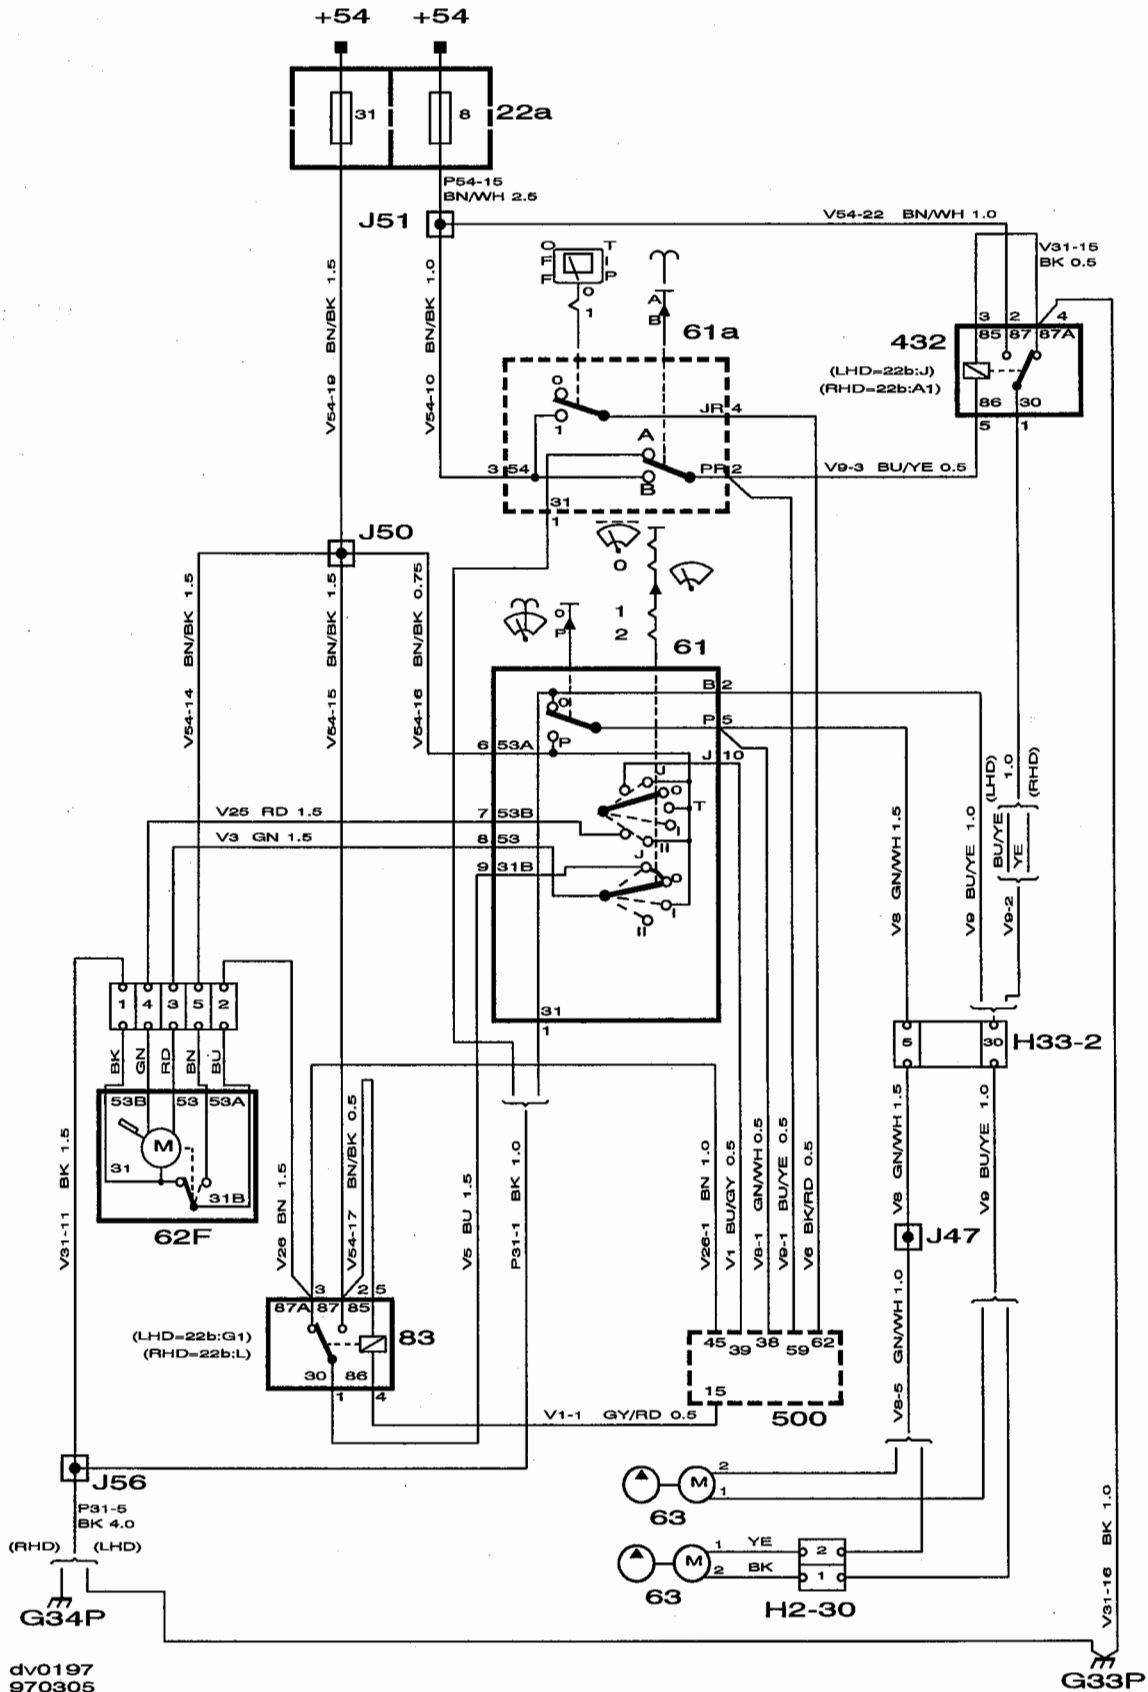 +54 +54
31 8 22a
P54-15
BN/WH 2.5
J51
V54-22 BN/WH 1.0
V31-15
BK 0.5
OFF TIP
0
1
A
B
61a
V54-19 BN/BK 1.5
V54-10 BN/BK 1.0
3 2 4
85 87 87A
432
(LHD=22b:J)
(RHD=22b:A1)
86 30
5 1
0
1
JR 4
A
3 54
PR 2
B
V9-3 BU/YE 0.5
31
1
J50
0
1
2
O
P
61
V54-14 BN/BK 1.5
V54-15 BN/BK 1.5
V54-16 BN/BK 0.75
B 2
O
P 5
P
6 53A
J 10
J
O
T
I
II
V25 RD 1.5
7 53B
V3 GN 1.5
8 53
9 31B
J
O
I
II
31
1
V8 GN/WH 1.5
V9 BU/YE 1.0
(LHD)
1.0
(RHD)
BU/YE
YE
V9-2
1 4 3 5 2
BK GN RD BN BU
53B 53 53A
M
31
31B
62F
5 30 H33-2
V31-11 BK 1.5
V26 BN 1.5
V54-17 BN/BK 0.5
V5 BU 1.5
P31-1 BK 1.0
V26-1 BN 1.0
V1 BU/GY 0.5
V8-1 GN/WH 0.5
V9-1 BU/YE 0.5
V6 BK/RD 0.5
V8 GN/WH 1.5
V9 BU/YE 1.0
J47
V8-5 GN/WH 1.0
3 2 5
87A 87 85
83
(LHD=22b:G1)
(RHD=22b:L)
30 86
1 4
45 39 38 59 62
15
500
V1-1 GY/RD 0.5
J56
P31-5
BK 4.0
(RHD) (LHD)
G34P
M
2
1
63
M
1 YE 2
2 BK 1
63
H2-30
V31-16 BK 1.0
G33P
dv0197
970305